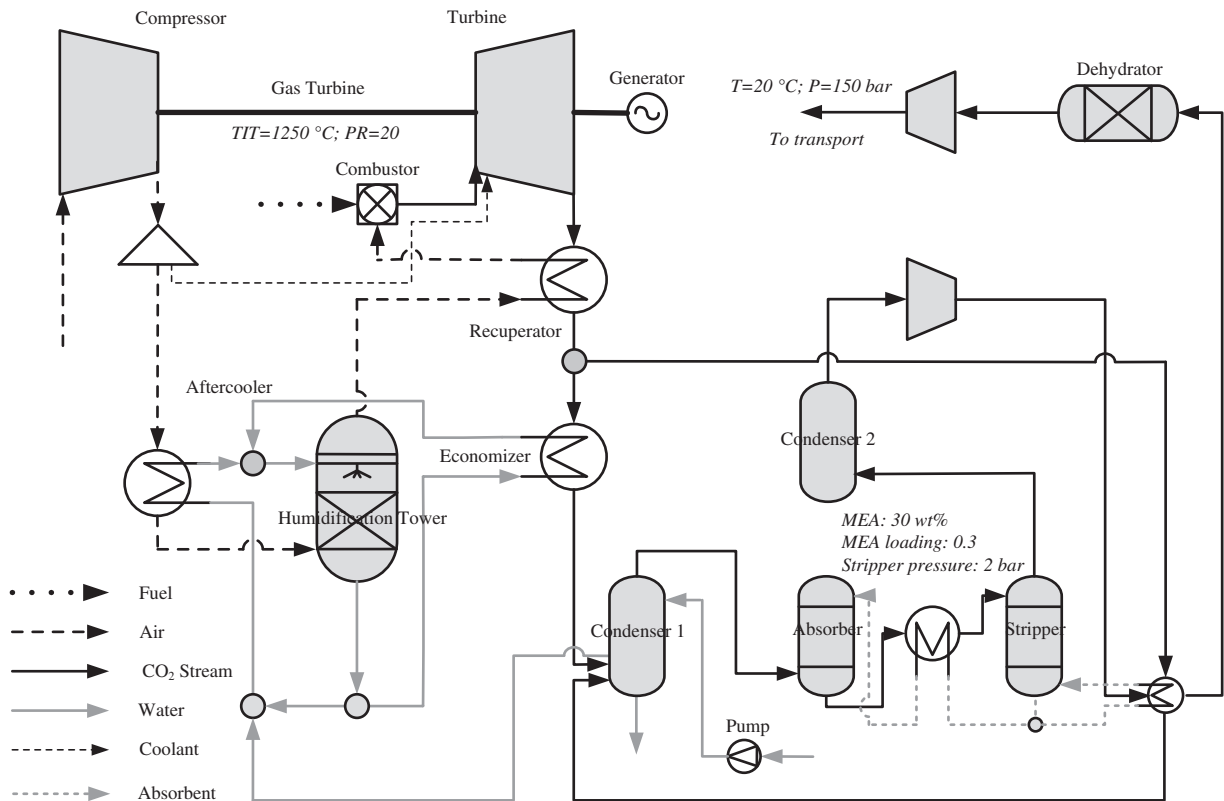 Compressor
Turbine
Generator
Dehydrator
Gas Turbine
TIT=1250 °C; PR=20
T=20 °C; P=150 bar
To transport
Combustor
Recuperator
Aftercooler
Economizer
Condenser 2
Humidification Tower
MEA: 30 wt%
MEA loading: 0.3
Stripper pressure: 2 bar
Condenser 1
Absorber
Stripper
Pump
Fuel
Air
CO₂ Stream
Water
Coolant
Absorbent